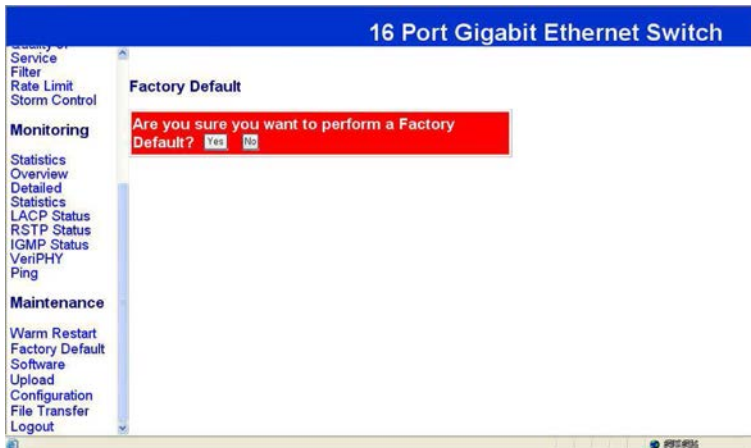 16 Port Gigabit Ethernet Switch
Quality of
Service
Filter
Rate Limit
Storm Control
Monitoring
Statistics
Overview
Detailed
Statistics
LACP Status
RSTP Status
IGMP Status
VeriPHY
Ping
Maintenance
Warm Restart
Factory Default
Software
Upload
Configuration
File Transfer
Logout
Factory Default
Are you sure you want to perform a Factory
Default? Yes No